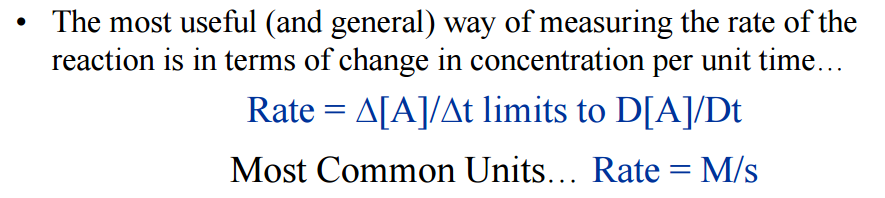 • The most useful (and general) way of measuring the rate of the
reaction is in terms of change in concentration per unit time…
Rate = Δ[A]/Δt limits to D[A]/Dt
Most Common Units… Rate = M/s